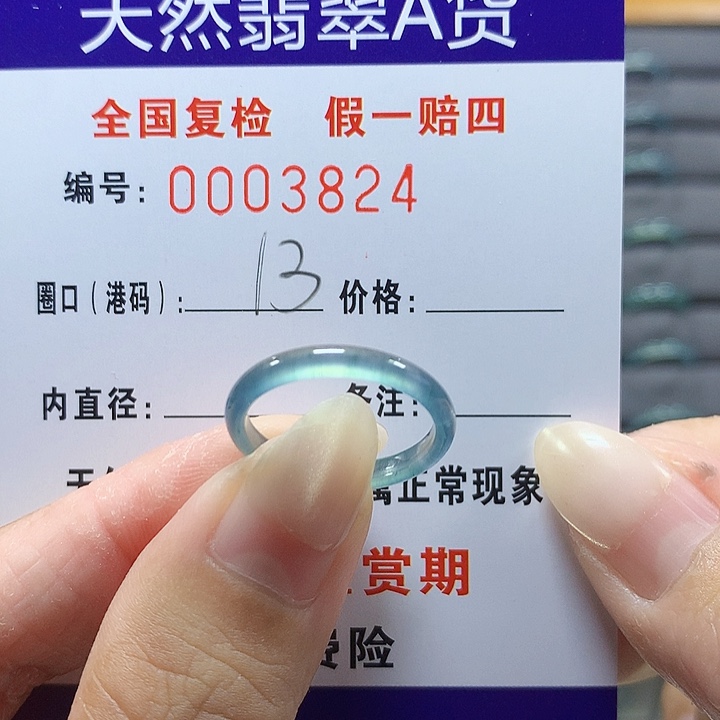 天然翡翠A货
全国复检 假一赔四
编号: 0003824
圈口(港码): 13 价格:
内直径: 备注:
属正常现象
赏期
险